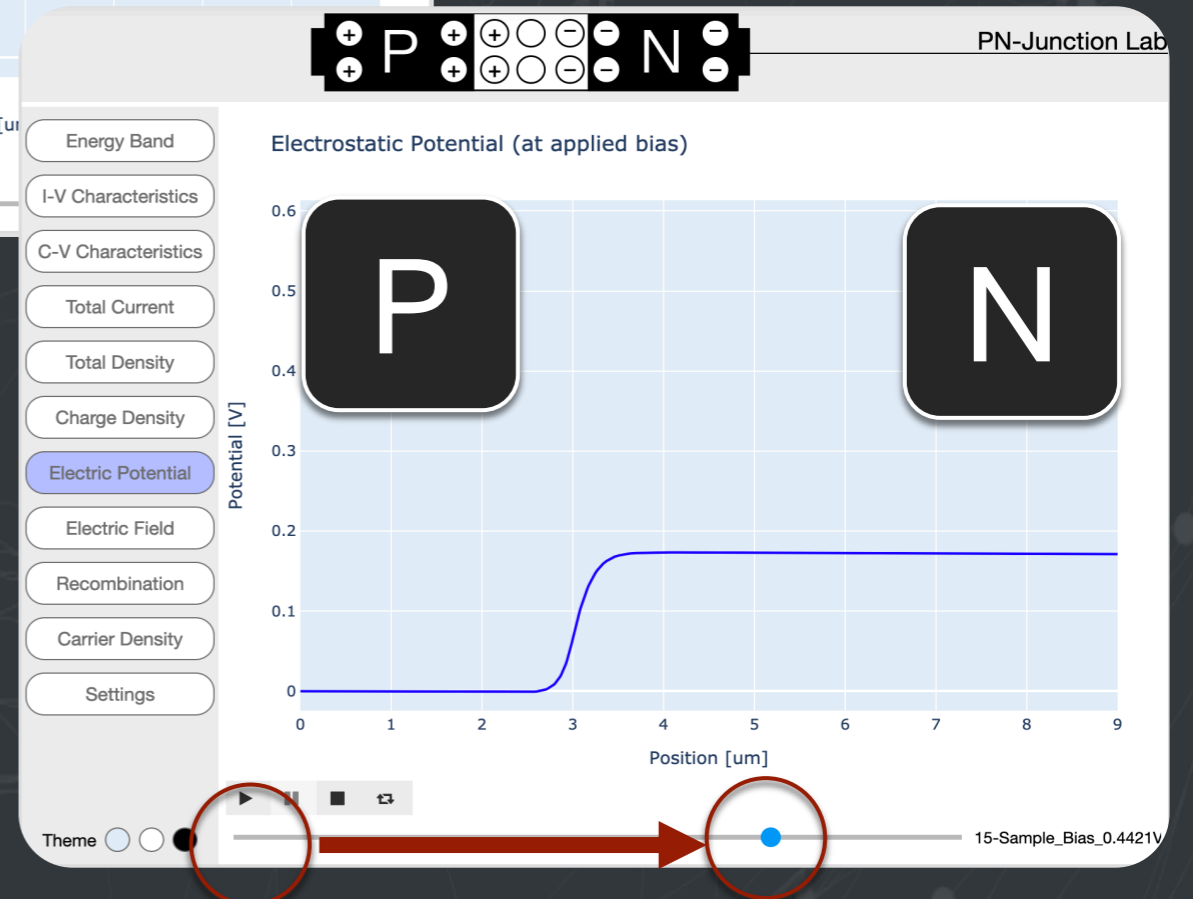 P N
PN-Junction Lab
Energy Band
I-V Characteristics
C-V Characteristics
Total Current
Total Density
Charge Density
Electric Potential
Electric Field
Recombination
Carrier Density
Settings
Theme
Electrostatic Potential (at applied bias)
P
N
Potential [V]
0.6
0.5
0.4
0.3
0.2
0.1
0
0 1 2 3 4 5 6 7 8 9
Position [um]
15-Sample_Bias_0.4421V